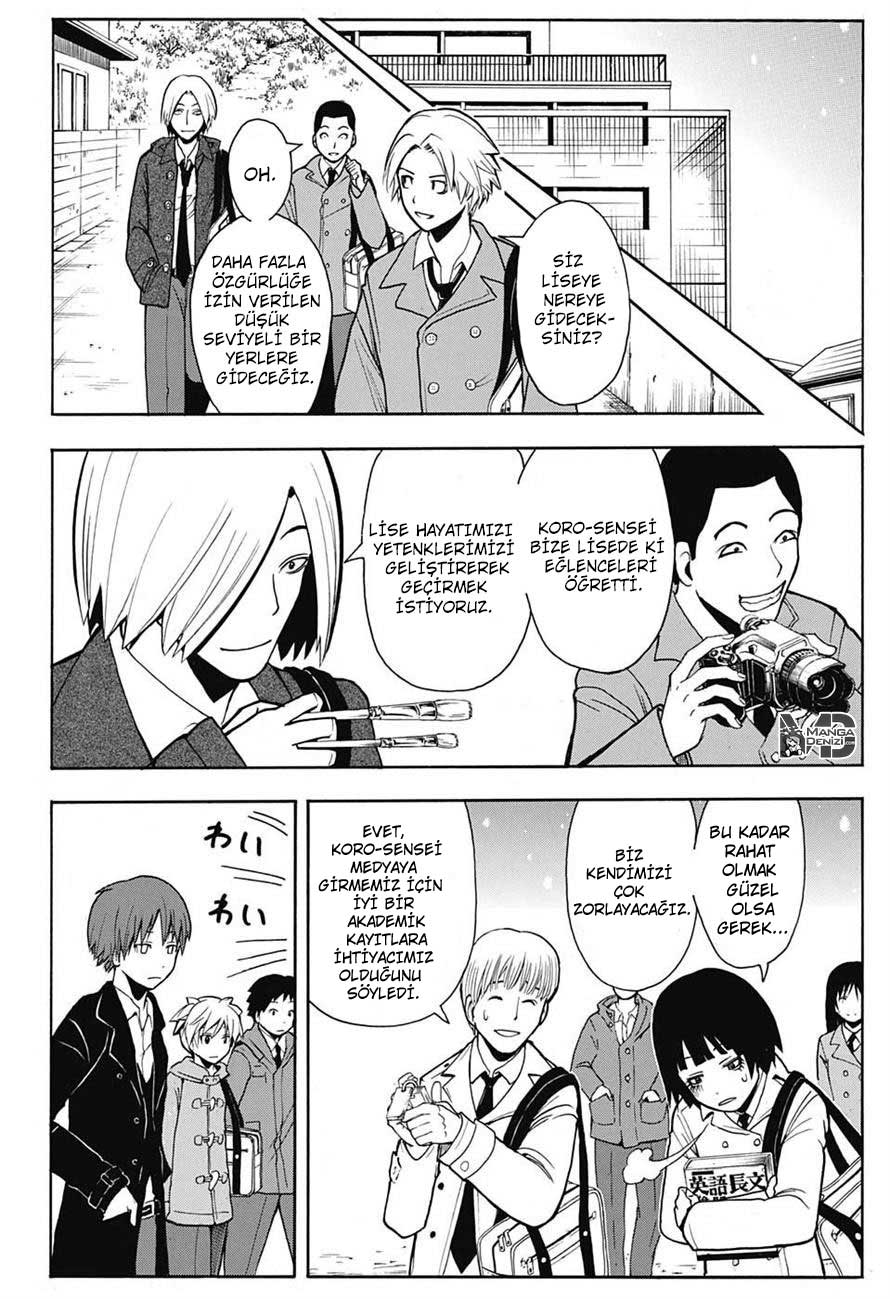 SİZ
LİSEYE
NEREYE
GİDECEK-
SİNİZ?
OH.
DAHA FAZLA
ÖZGÜRLÜĞE
İZİN VERİLEN
DÜŞÜK
SEVİYELİ BİR
YERLERE
GİDECEĞİZ.
KORO-SENSEİ
BİZE LİSEDE Kİ
EĞLENCELERİ
ÖĞRETTİ.
LİSE HAYATIMIZI
YETENKLERİMİZİ
GELİŞTİREREK
GEÇİRMEK
İSTİYORUZ.
MANGA
DENİZİ.com
BU KADAR
RAHAT
OLMAK
GÜZEL
OLSA
GEREK...
BİZ
KENDİMİZİ
ÇOK
ZORLAYACAĞIZ.
EVET,
KORO-SENSEİ
MEDYAYA
GİRMEMİZ İÇİN
İYİ BİR
AKADEMİK
KAYITLARA
İHTİYACIMIZ
OLDUĞUNU
SÖYLEDİ.
英語長文
わい
わい